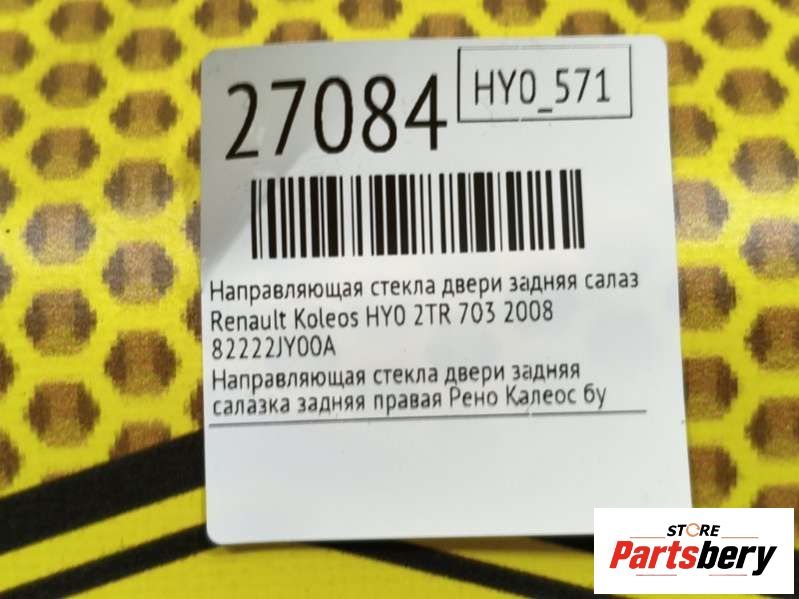 27084
HY0_571
Направляющая стекла двери задняя салаз
Renault Koleos HY0 2TR 703 2008
82222JY00A
Направляющая стекла двери задняя
салазка задняя правая Рено Калеос бу
STORE
Partsbery